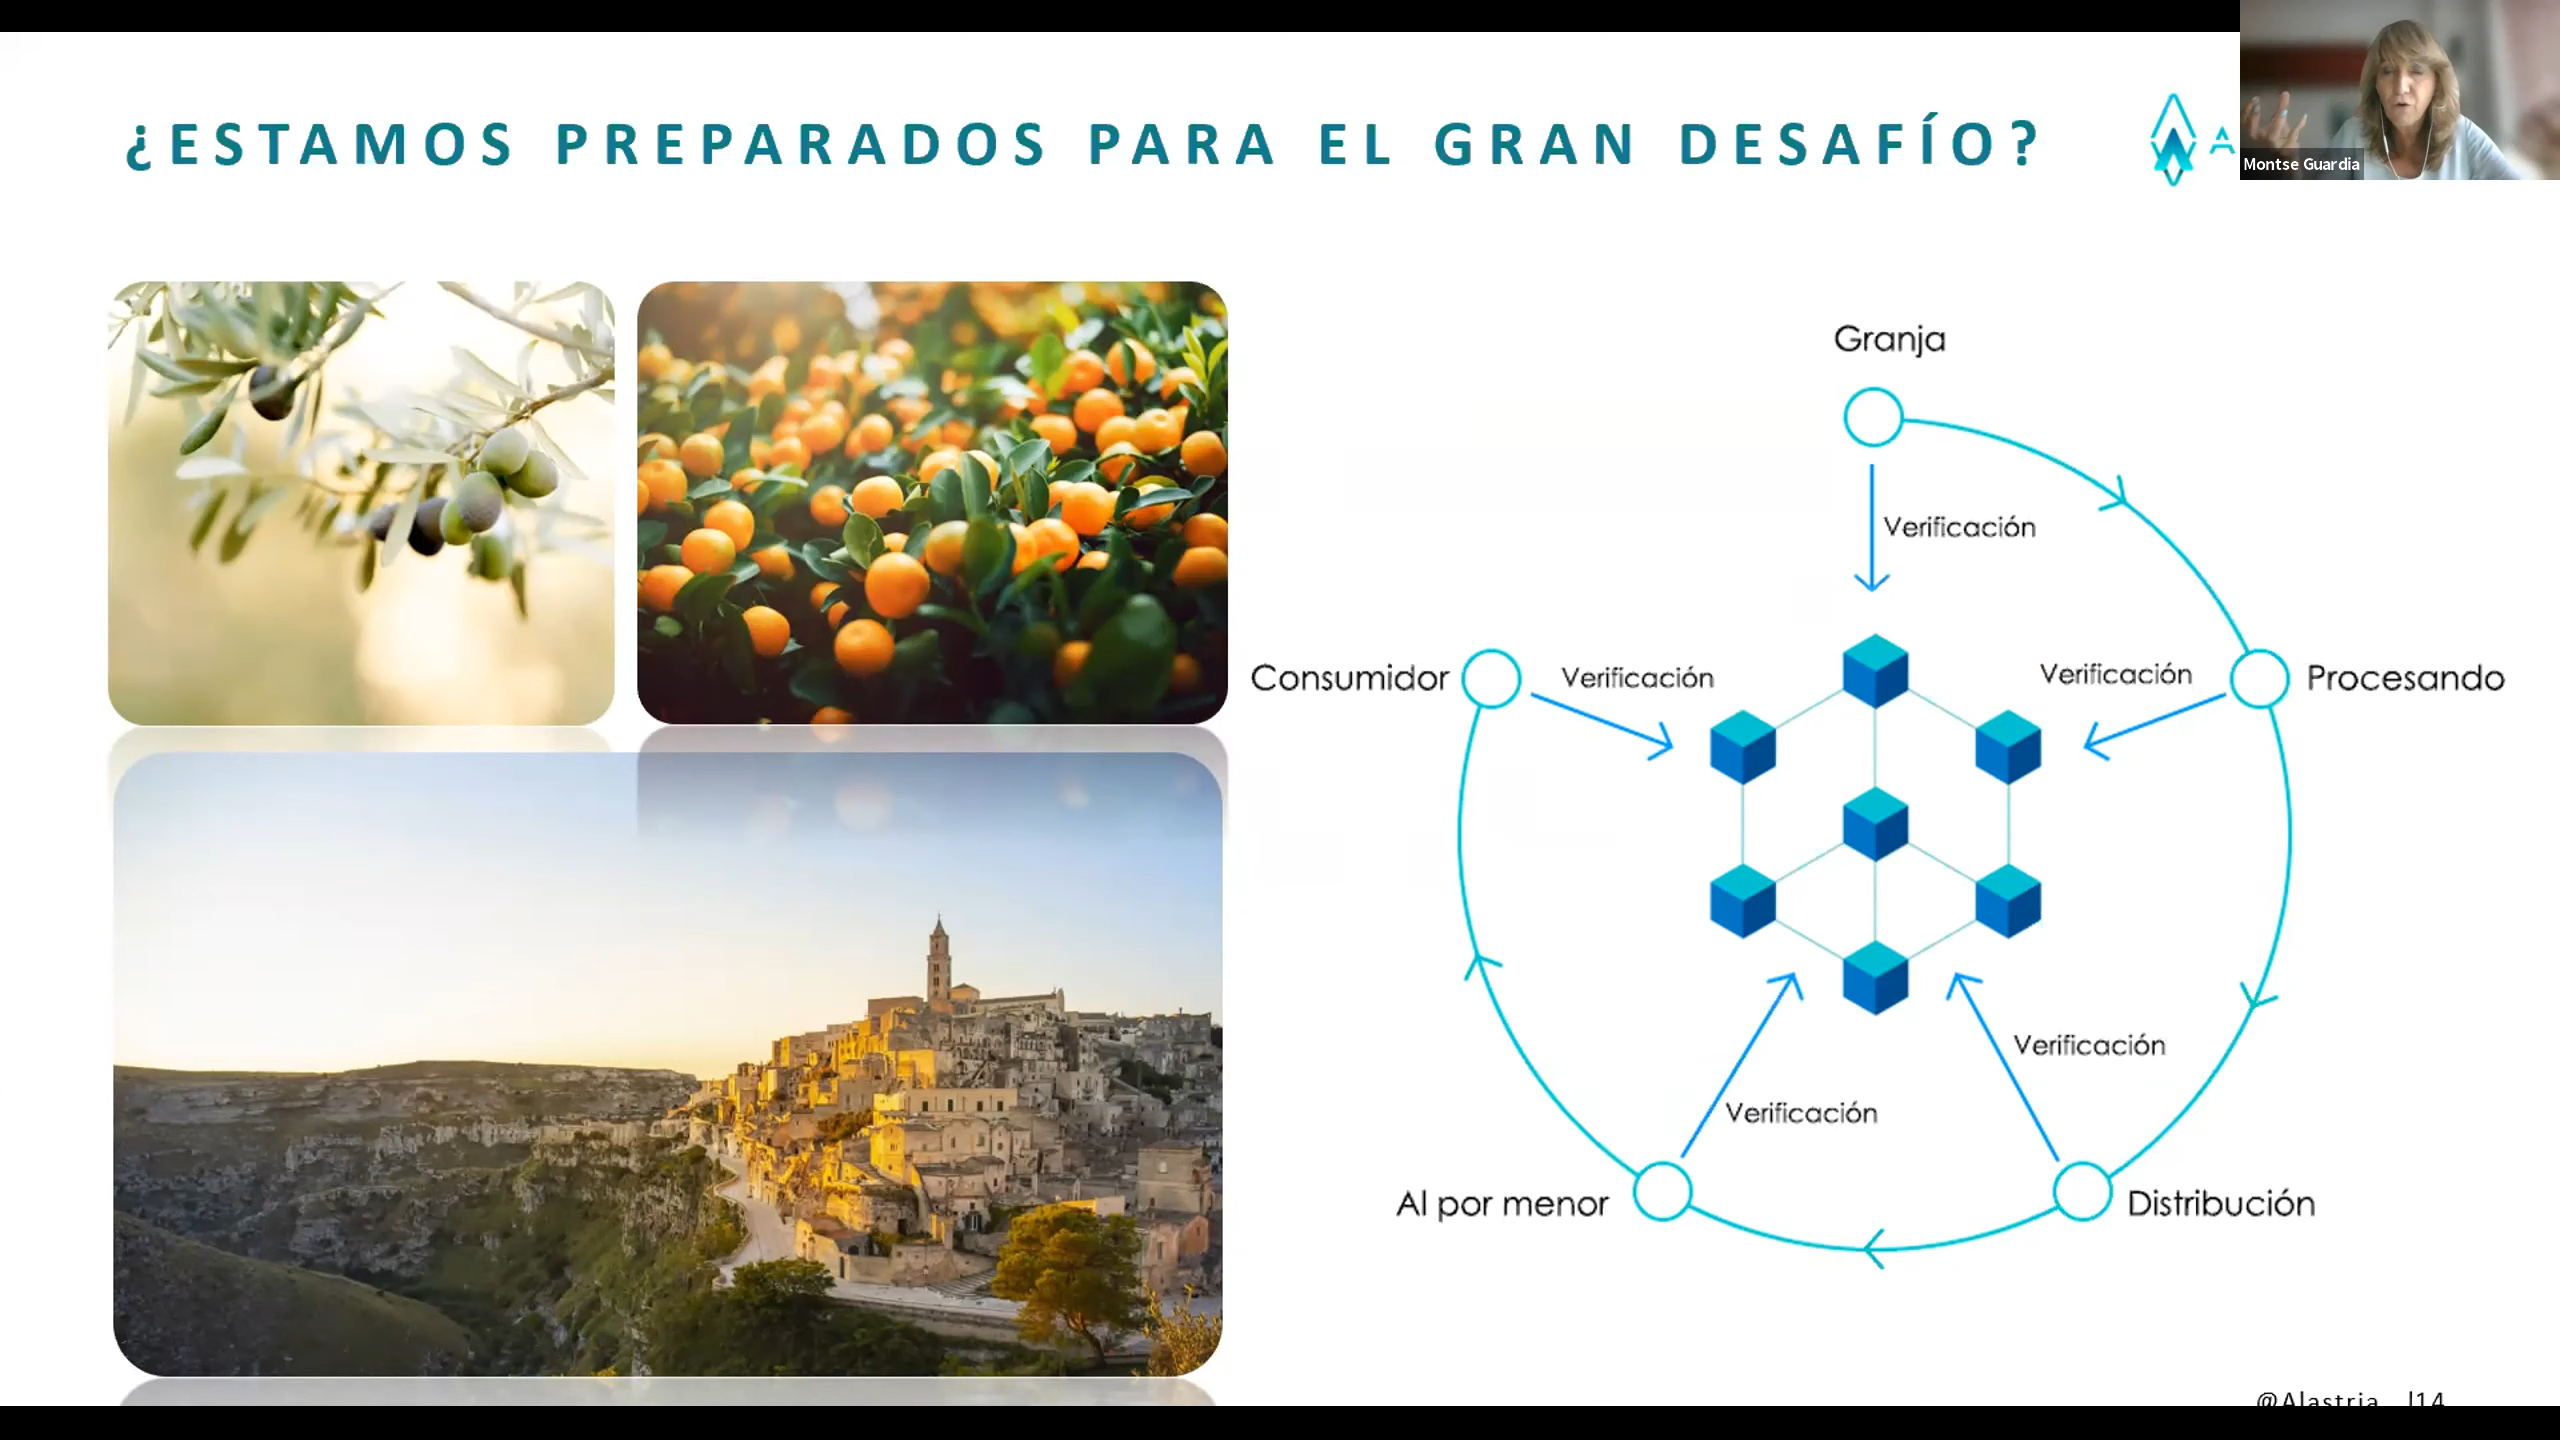 ¿ESTAMOS PREPARADOS PARA EL GRAN DESAFÍO?
A
Montse Guardia
Granja
Verificación
Consumidor
Verificación
Verificación
Procesando
Verificación
Verificación
Al por menor
Distribución
@Alastria |14